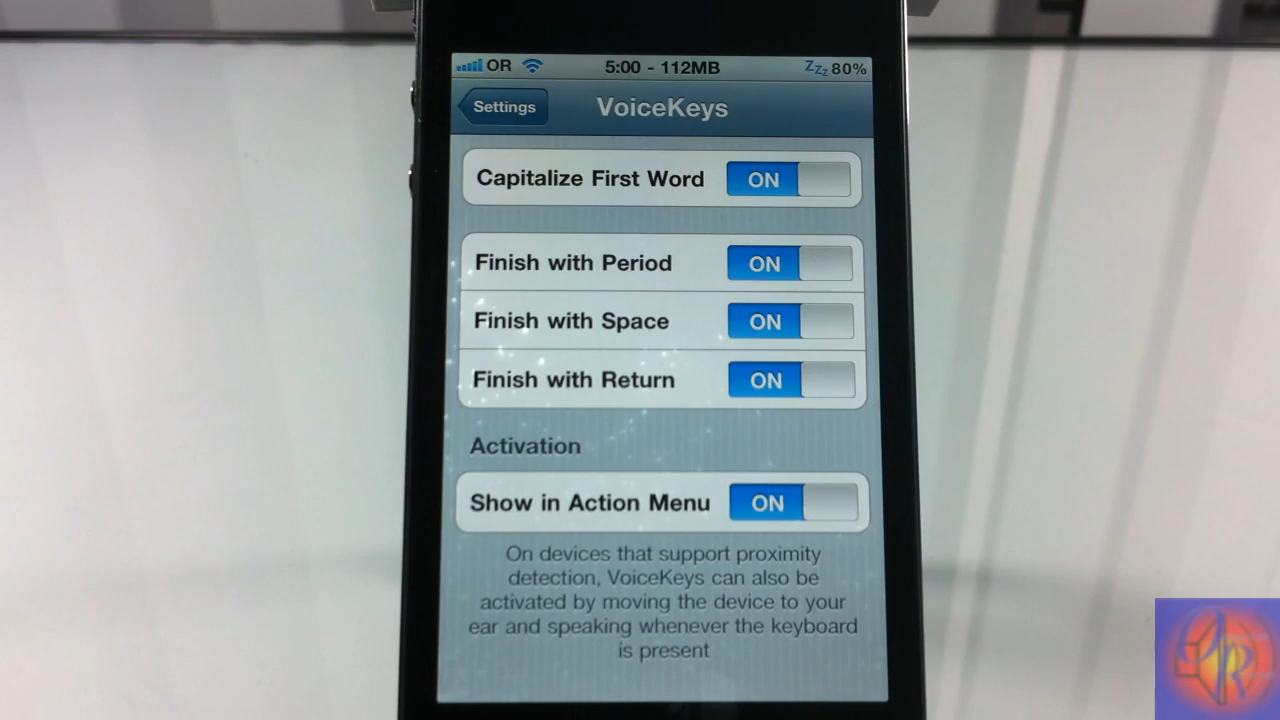 OR 5:00 - 112MB Zzz 80%
Settings VoiceKeys
Capitalize First Word ON
Finish with Period ON
Finish with Space ON
Finish with Return ON
Activation
Show in Action Menu ON
On devices that support proximity
detection, VoiceKeys can also be
activated by moving the device to your
ear and speaking whenever the keyboard
is present